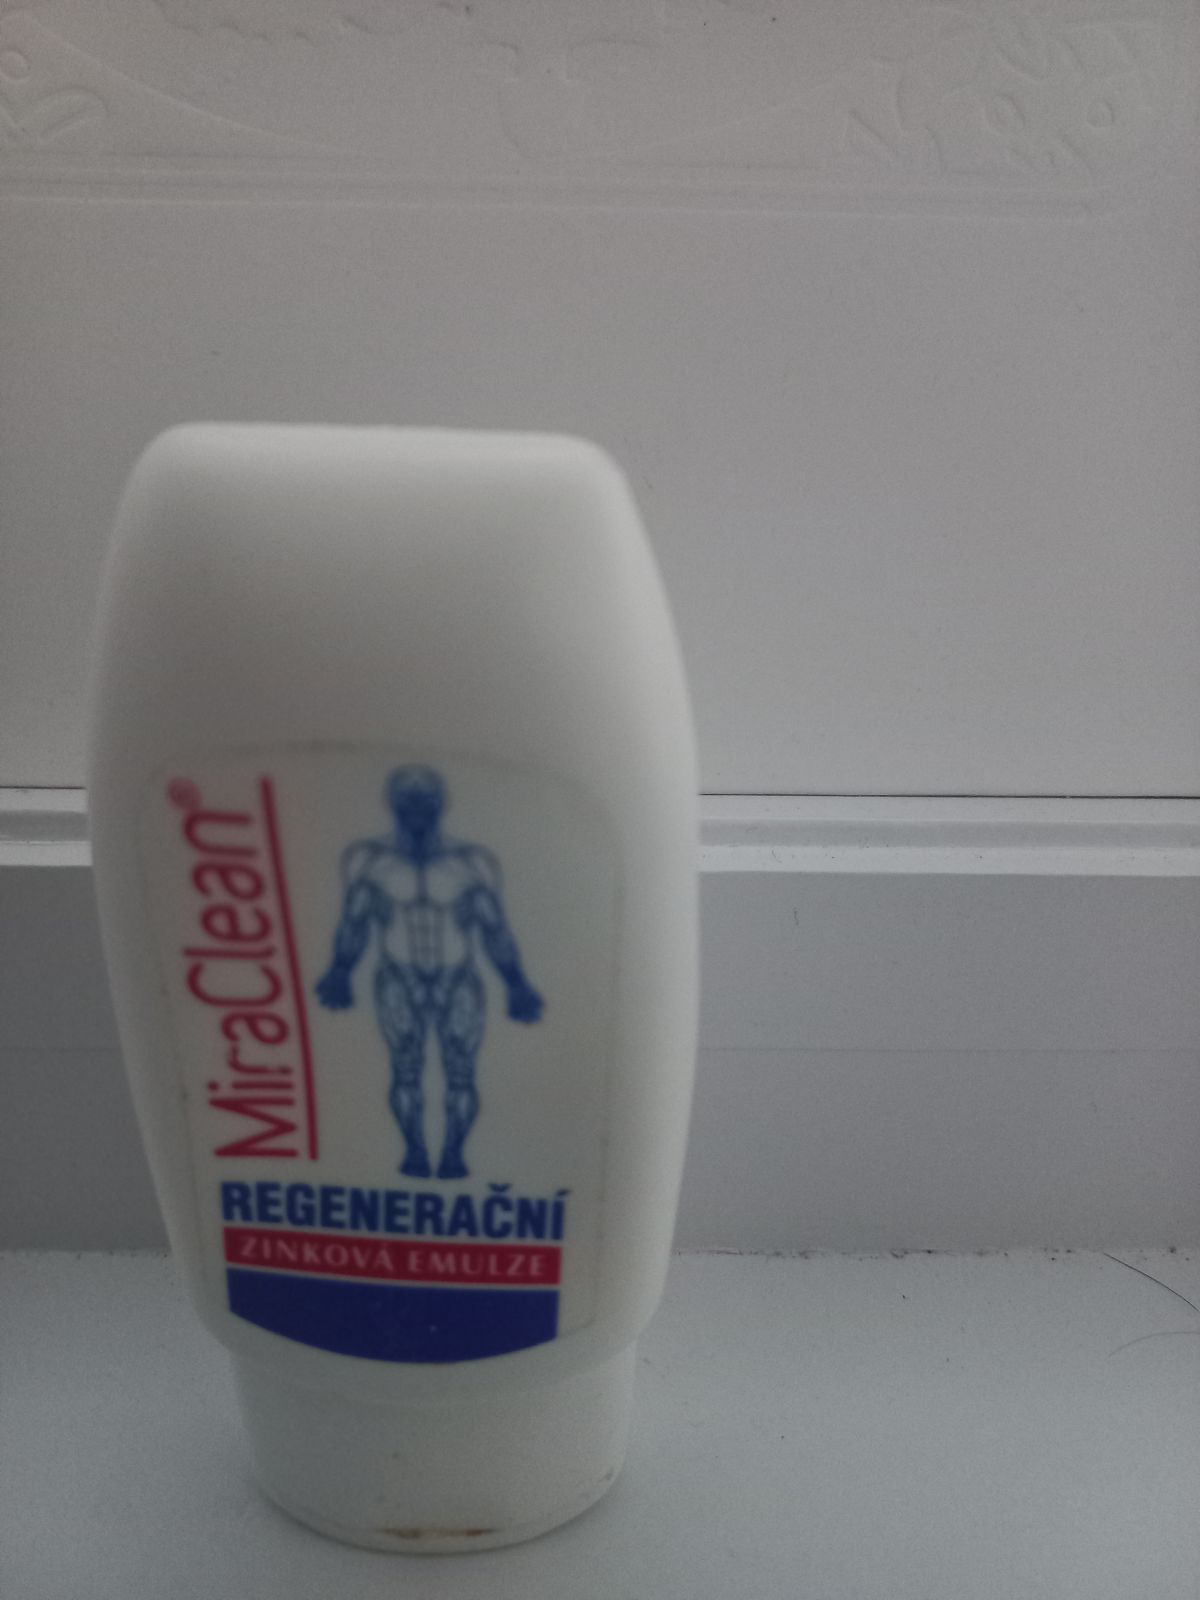 MiraClean®
REGENERAČNÍ
ZINKOVÁ EMULZE